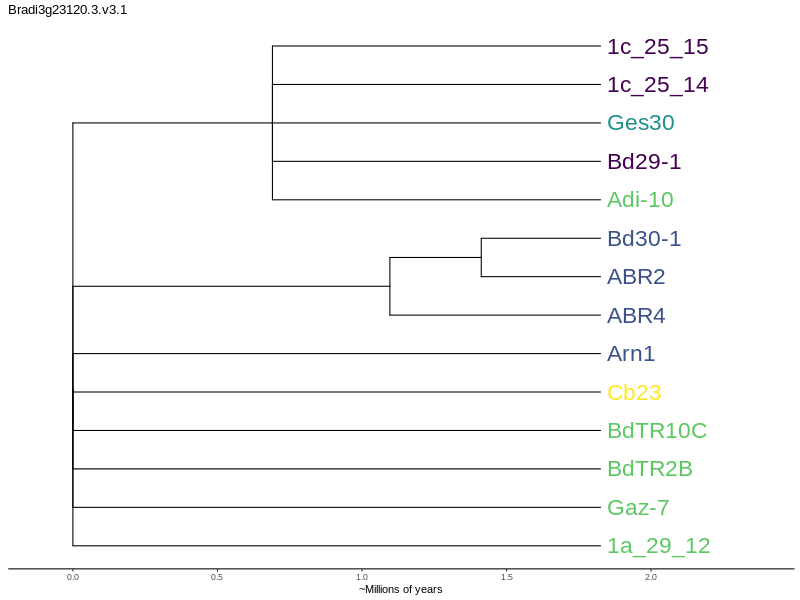 Bradi3g23120.3.v3.1
1c_25_15
1c_25_14
Ges30
Bd29-1
Adi-10
Bd30-1
ABR2
ABR4
Arn1
Cb23
BdTR10C
BdTR2B
Gaz-7
1a_29_12
0.0 0.5 1.0 1.5 2.0
~Millions of years